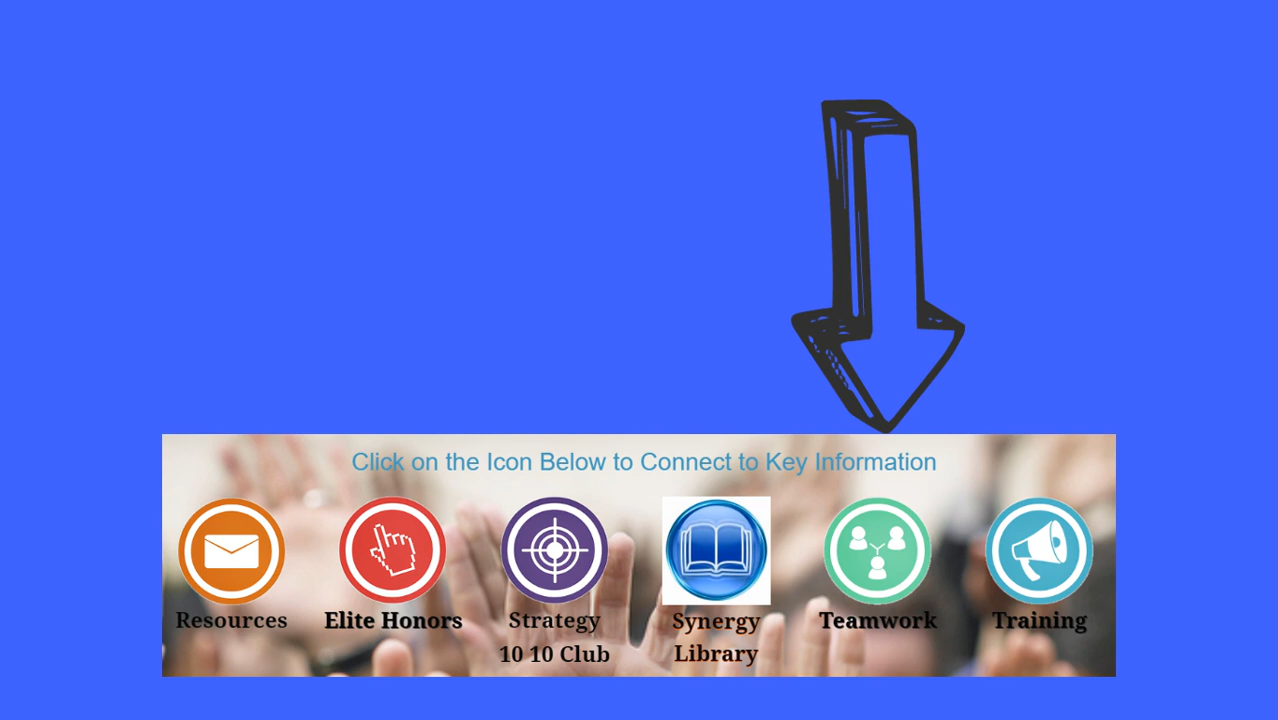 Click on the Icon Below to Connect to Key Information
Resources
Elite Honors
Strategy
10 10 Club
Synergy
Library
Teamwork
Training